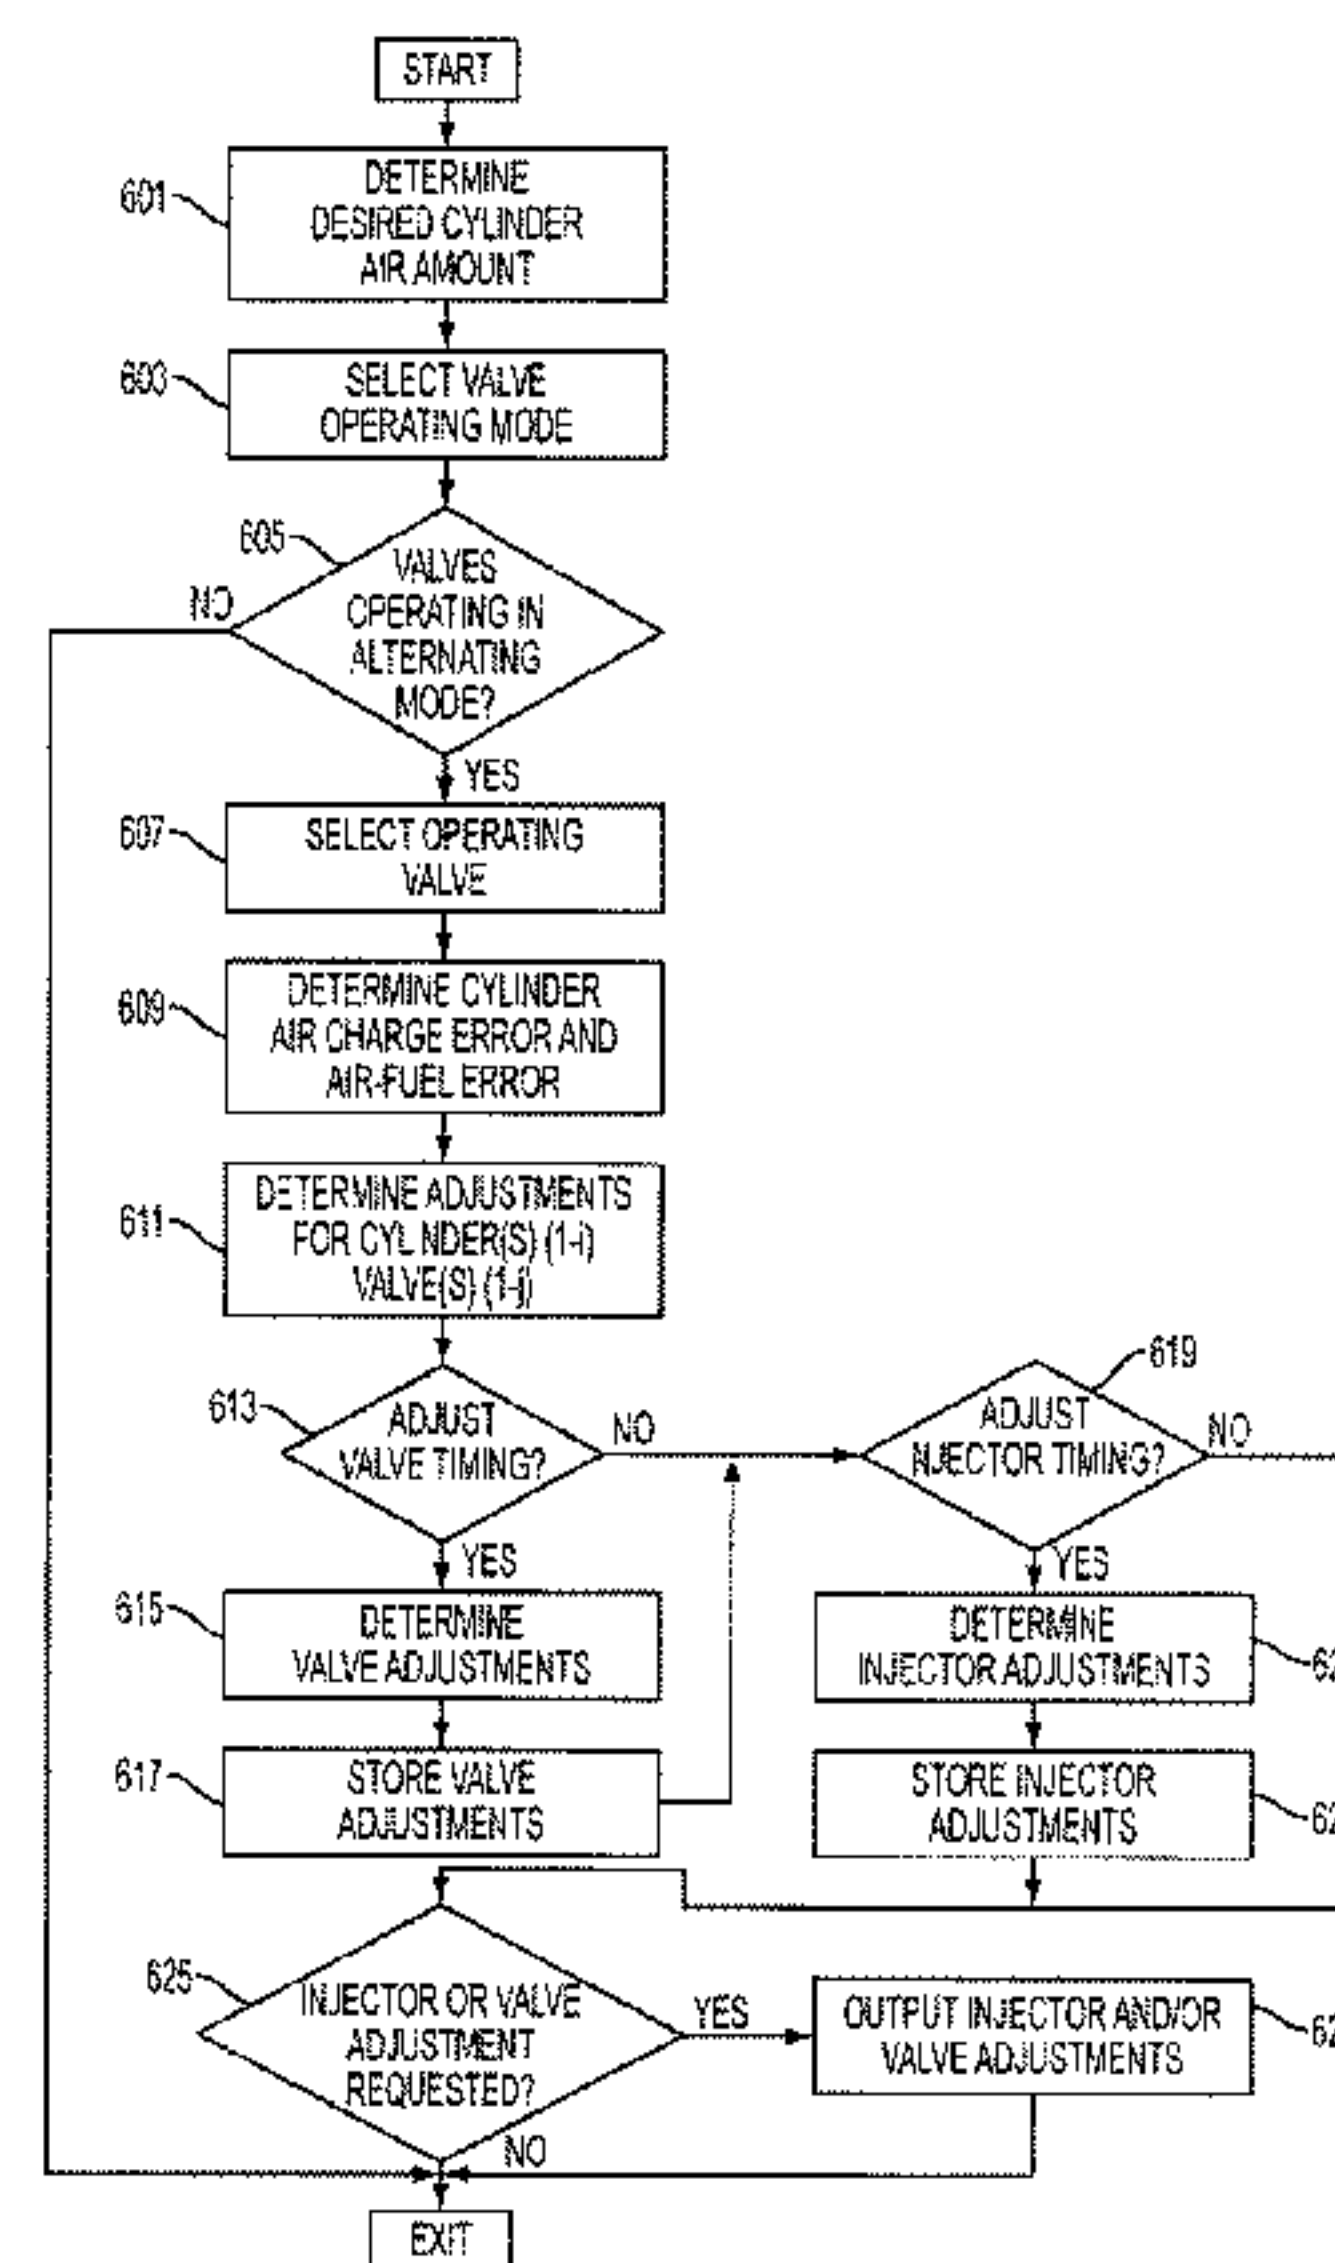 START
601
DETERMINE
DESIRED CYLINDER
AIR AMOUNT
603
SELECT VALVE
OPERATING MODE
605
VALVES
OPERATING IN
ALTERNATING
MODE?
NO
YES
607
SELECT OPERATING
VALVE
609
DETERMINE CYLINDER
AIR CHARGE ERROR AND
AIR-FUEL ERROR
611
DETERMINE ADJUSTMENTS
FOR CYL NDER(S) (1-i)
VALVE(S) (1-j)
613
ADJUST
VALVE TIMING?
NO
YES
619
ADJUST
NJECTOR TIMING?
NO
YES
615
DETERMINE
VALVE ADJUSTMENTS
DETERMINE
INJECTOR ADJUSTMENTS
617
STORE VALVE
ADJUSTMENTS
STORE INJECTOR
ADJUSTMENTS
625
INJECTOR OR VALVE
ADJUSTMENT
REQUESTED?
YES
OUTPUT INJECTOR AND/OR
VALVE ADJUSTMENTS
NO
EXIT